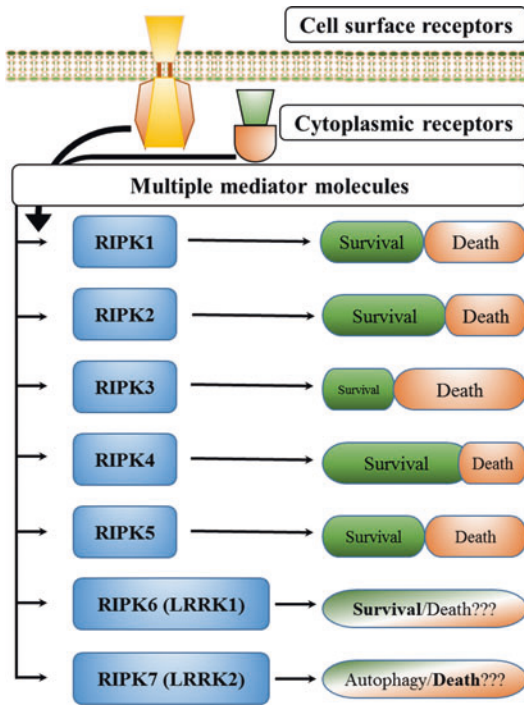 Cell surface receptors
Cytoplasmic receptors
Multiple mediator molecules
RIPK1 Survival Death
RIPK2 Survival Death
RIPK3 Survival Death
RIPK4 Survival Death
RIPK5 Survival Death
RIPK6 (LRRK1) Survival/Death???
RIPK7 (LRRK2) Autophagy/Death???